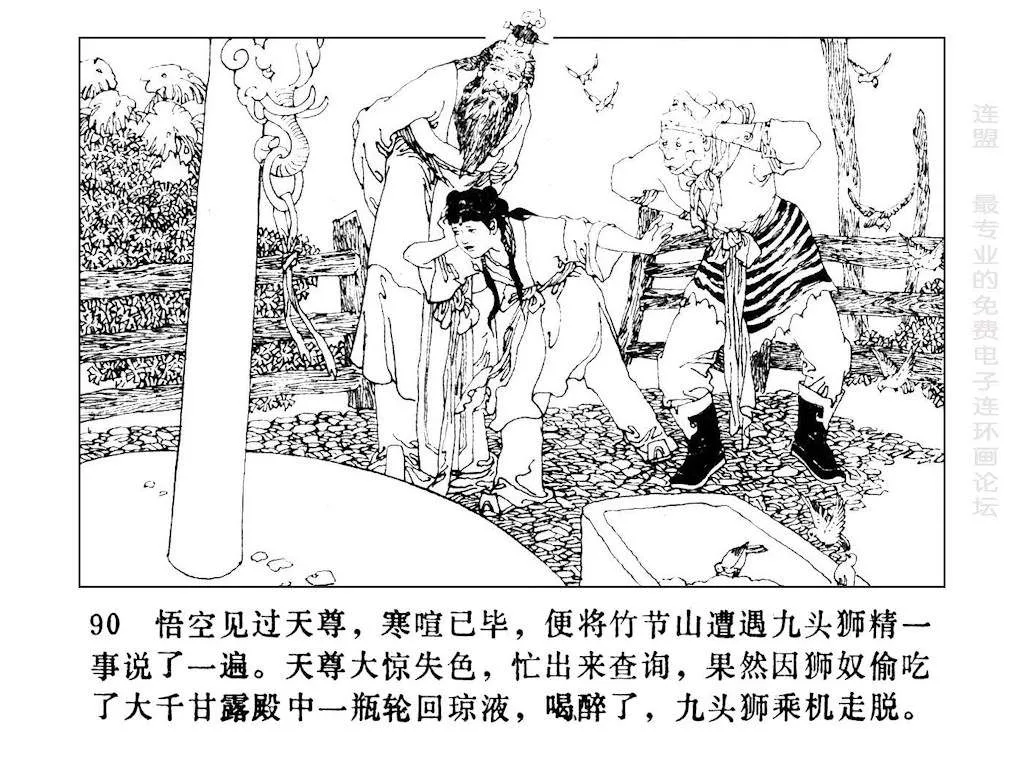 90 悟空见过天尊，寒喧已毕，便将竹节山遭遇九头狮精一
事说了一遍。天尊大惊失色，忙出来查询，果然因狮奴偷吃
了大千甘露殿中一瓶轮回琼液，喝醉了，九头狮乘机走脱。
连盟 最专业的免费电子连环画论坛